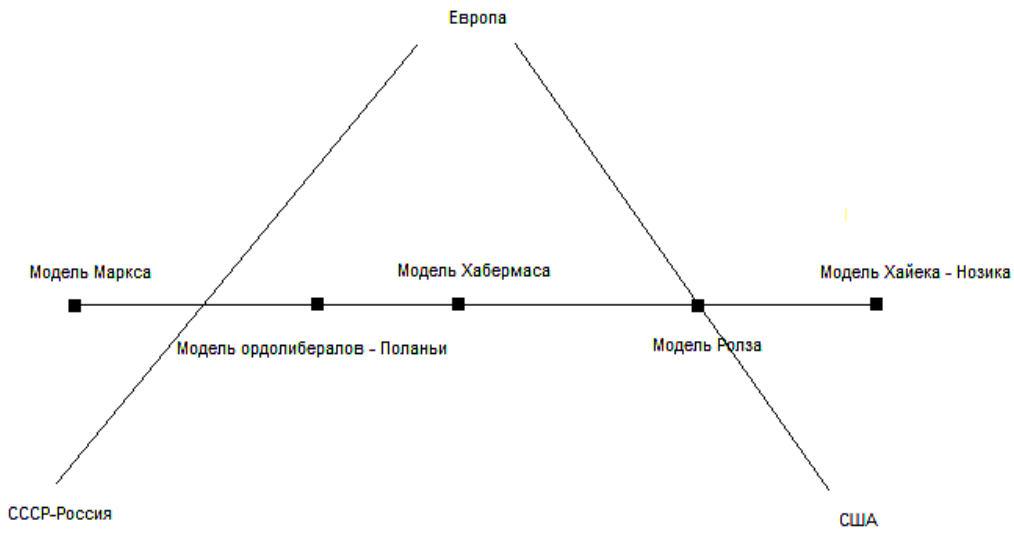 Европа
Модель Маркса
Модель Хабермаса
Модель Хайека - Нозика
Модель ордолибералов - Поланьи
Модель Ролза
СССР-Россия
США